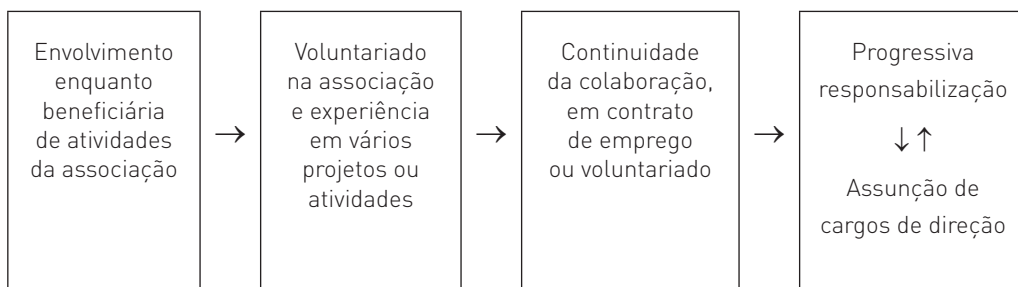 Envolvimento
enquanto
beneficiária
de atividades
da associação
→
Voluntariado
na associação
e experiência
em vários
projetos ou
atividades
→
Continuidade
da colaboração,
em contrato
de emprego
ou voluntariado
→
Progressiva
responsabilização
↓↑
Assunção de
cargos de direção